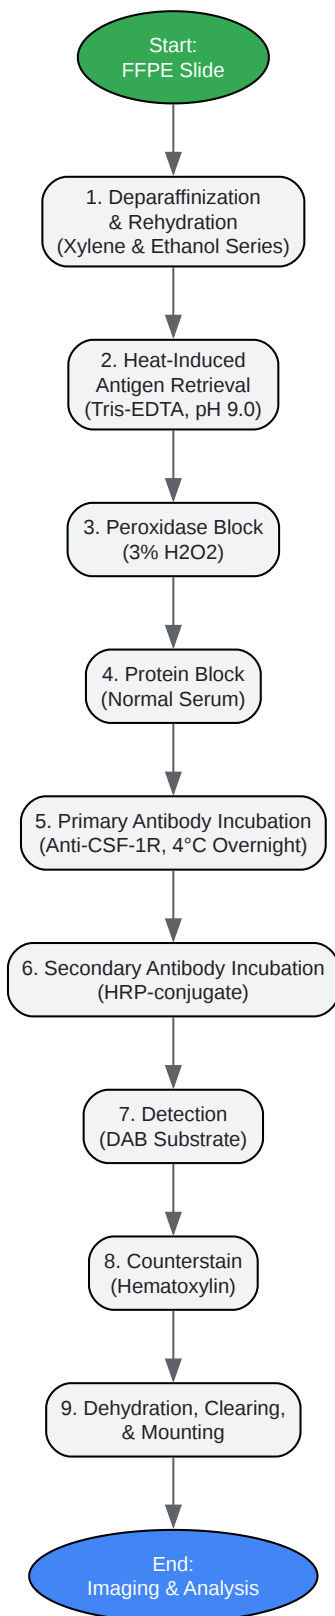 Start:
FFPE Slide
1. Deparaffinization
& Rehydration
(Xylene & Ethanol Series)
2. Heat-Induced
Antigen Retrieval
(Tris-EDTA, pH 9.0)
3. Peroxidase Block
(3% H2O2)
4. Protein Block
(Normal Serum)
5. Primary Antibody Incubation
(Anti-CSF-1R, 4°C Overnight)
6. Secondary Antibody Incubation
(HRP-conjugate)
7. Detection
(DAB Substrate)
8. Counterstain
(Hematoxylin)
9. Dehydration, Clearing,
& Mounting
End:
Imaging & Analysis